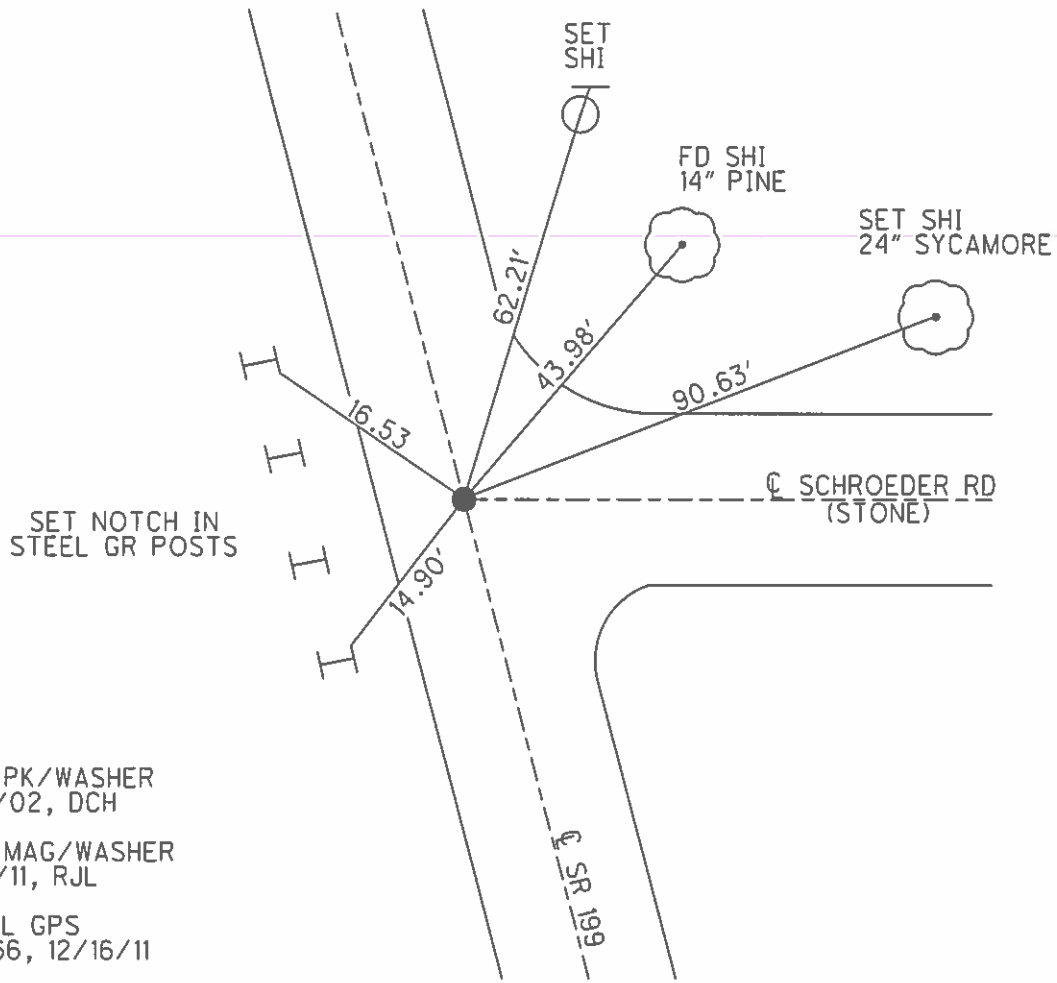 SET
SHI
FD SHI
14" PINE
SET SHI
24" SYCAMORE
62.21'
43.98'
90.63'
16.53
14.90'
℄ SCHROEDER RD
(STONE)
SET NOTCH IN
STEEL GR POSTS
PK/WASHER
/02, DCH
MAG/WASHER
/11, RJL
L GPS
66, 12/16/11
℄ SR 199